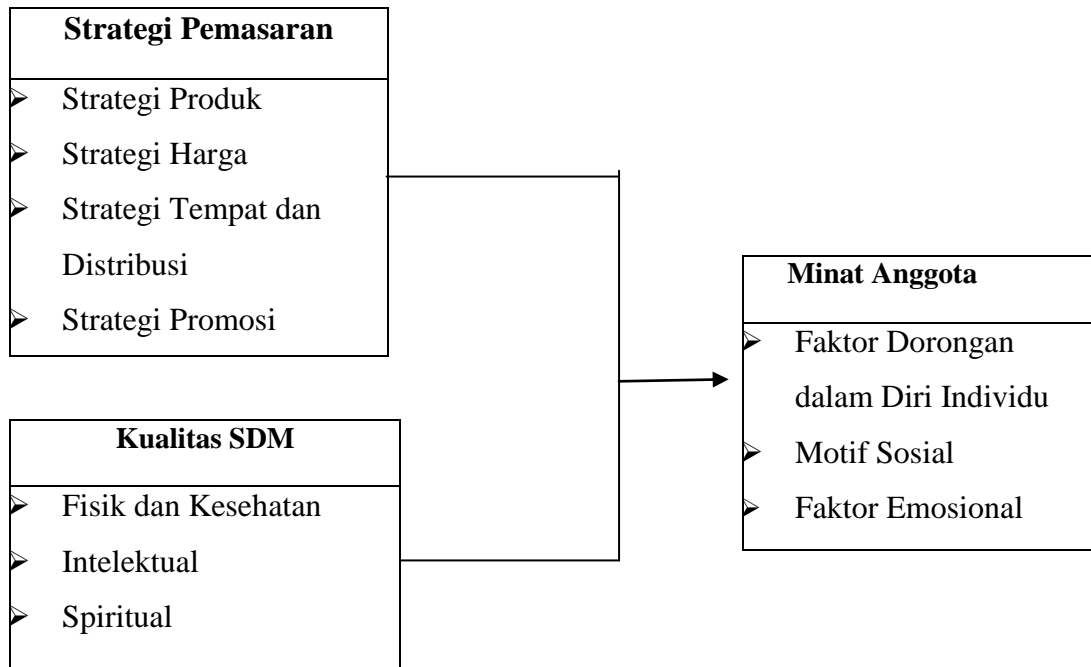 Strategi Pemasaran
➢ Strategi Produk
➢ Strategi Harga
➢ Strategi Tempat dan
Distribusi
➢ Strategi Promosi
Kualitas SDM
➢ Fisik dan Kesehatan
➢ Intelektual
➢ Spiritual
Minat Anggota
➢ Faktor Dorongan
dalam Diri Individu
➢ Motif Sosial
➢ Faktor Emosional